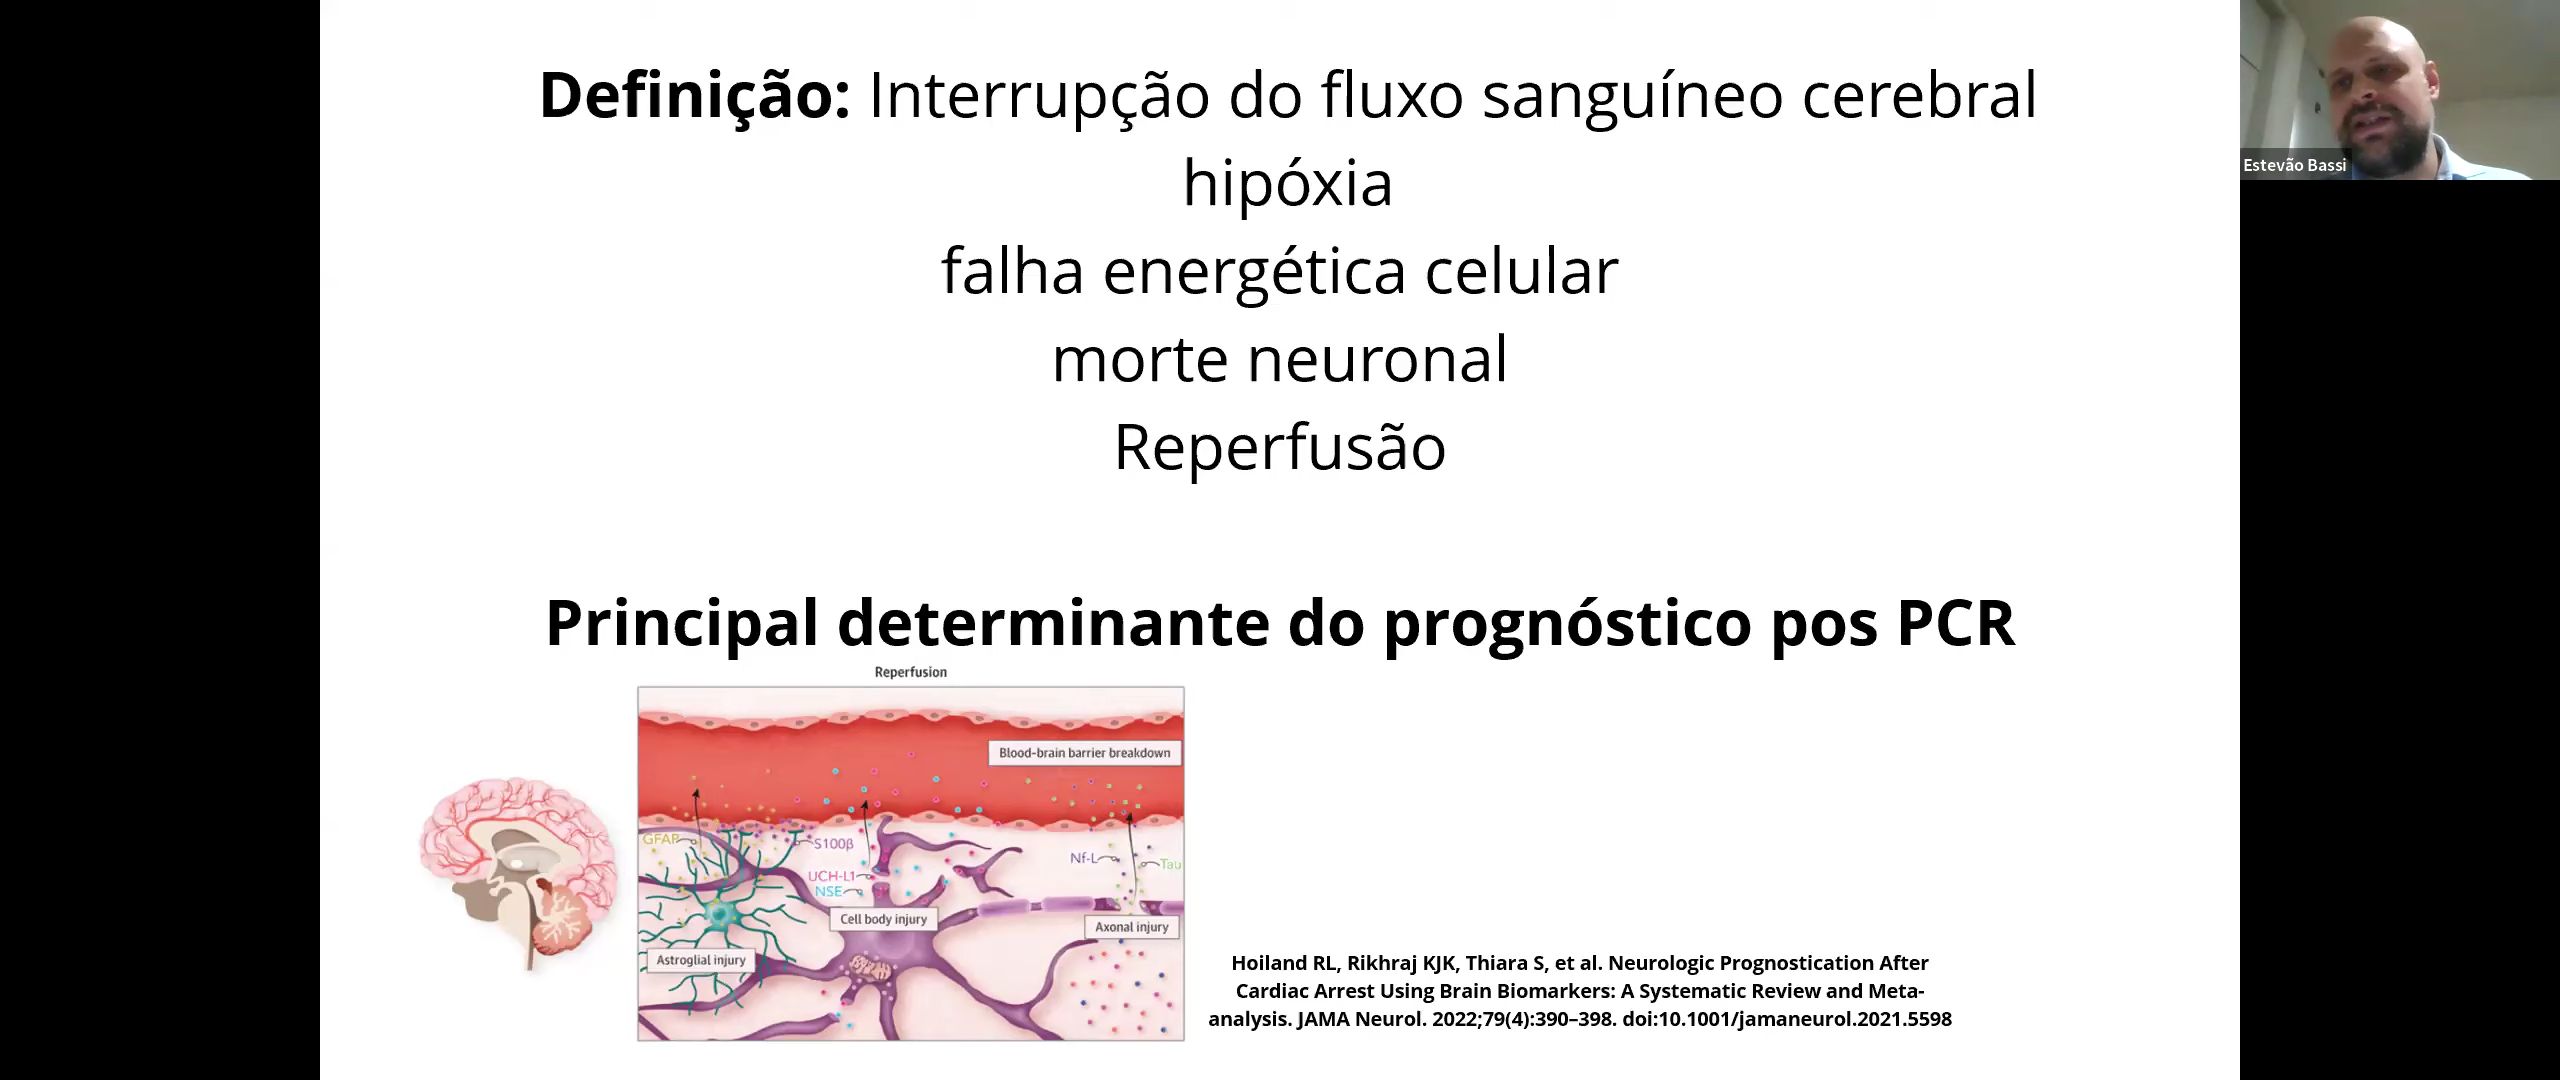 Definição: Interrupção do fluxo sanguíneo cerebral
hipóxia
falha energética celular
morte neuronal
Reperfusão
Principal determinante do prognóstico pos PCR
Reperfusion
Blood-brain barrier breakdown
GFAP
S100β
UCH-L1
NSE
Nf-L
Tau
Cell body injury
Axonal injury
Astroglial injury
Hoiland RL, Rikhraj KJK, Thiara S, et al. Neurologic Prognostication After
Cardiac Arrest Using Brain Biomarkers: A Systematic Review and Meta-
analysis. JAMA Neurol. 2022;79(4):390–398. doi:10.1001/jamaneurol.2021.5598
Estevão Bassi